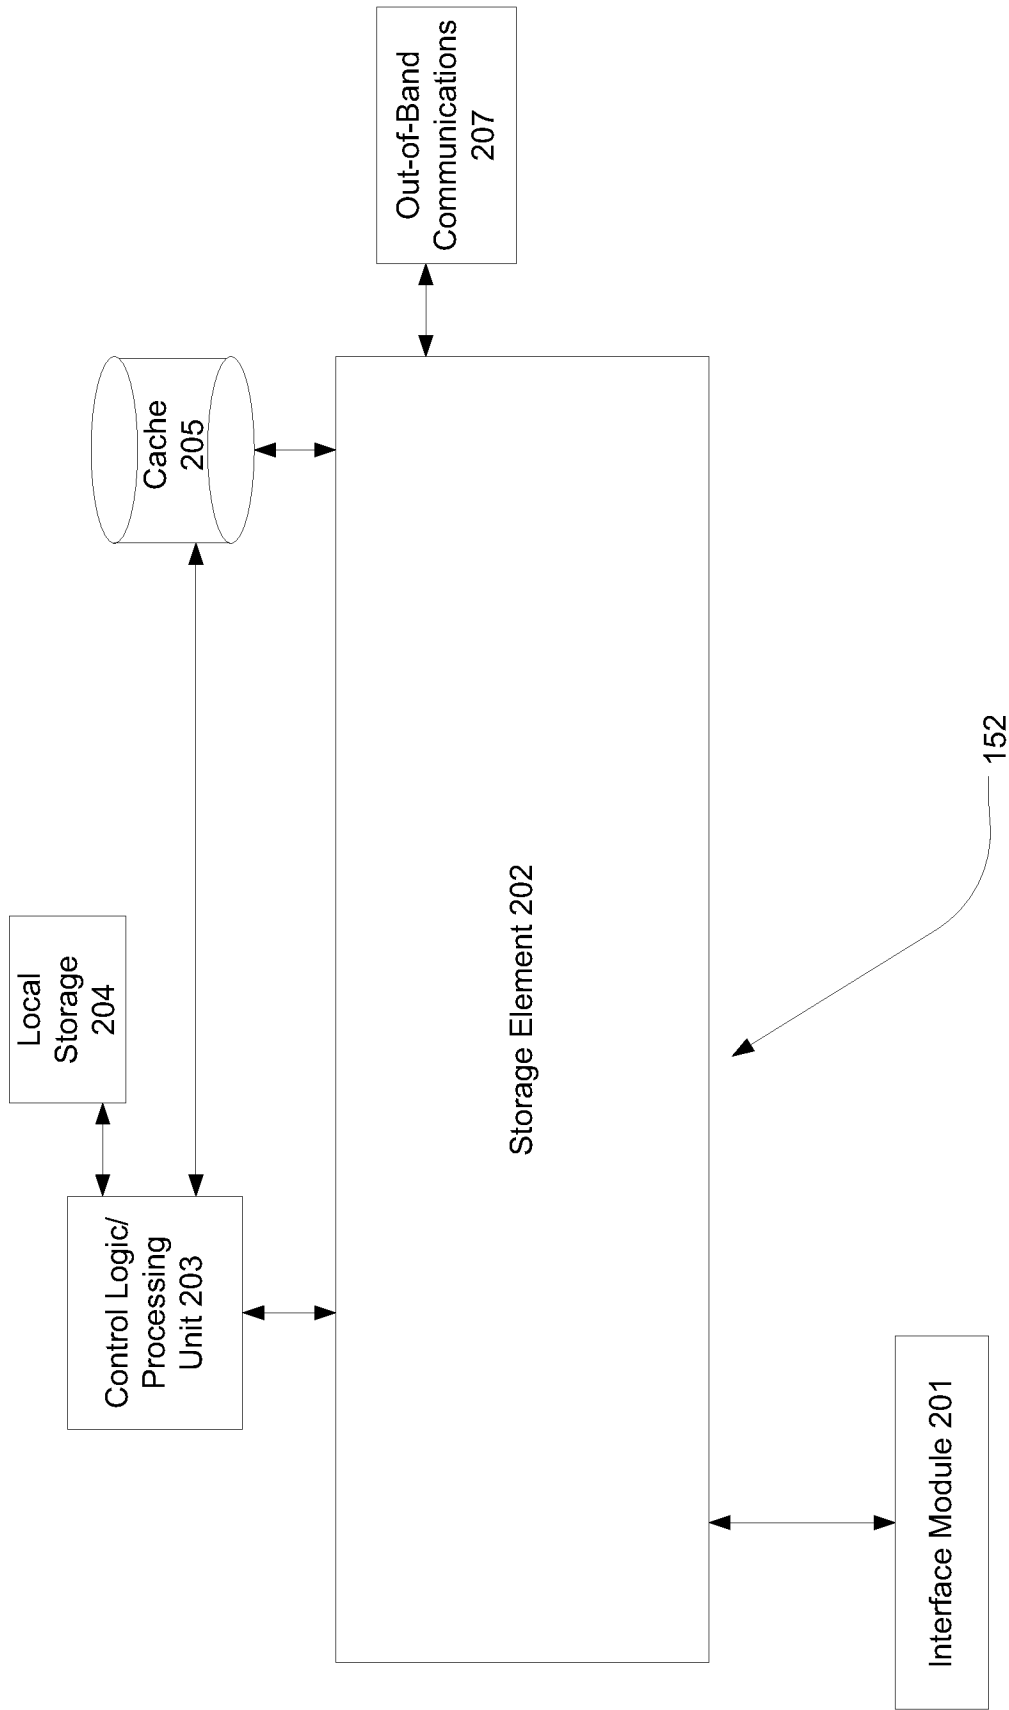 Local
Storage
204
Control Logic/
Processing
Unit 203
Cache
205
Out-of-Band
Communications
207
Storage Element 202
Interface Module 201
152